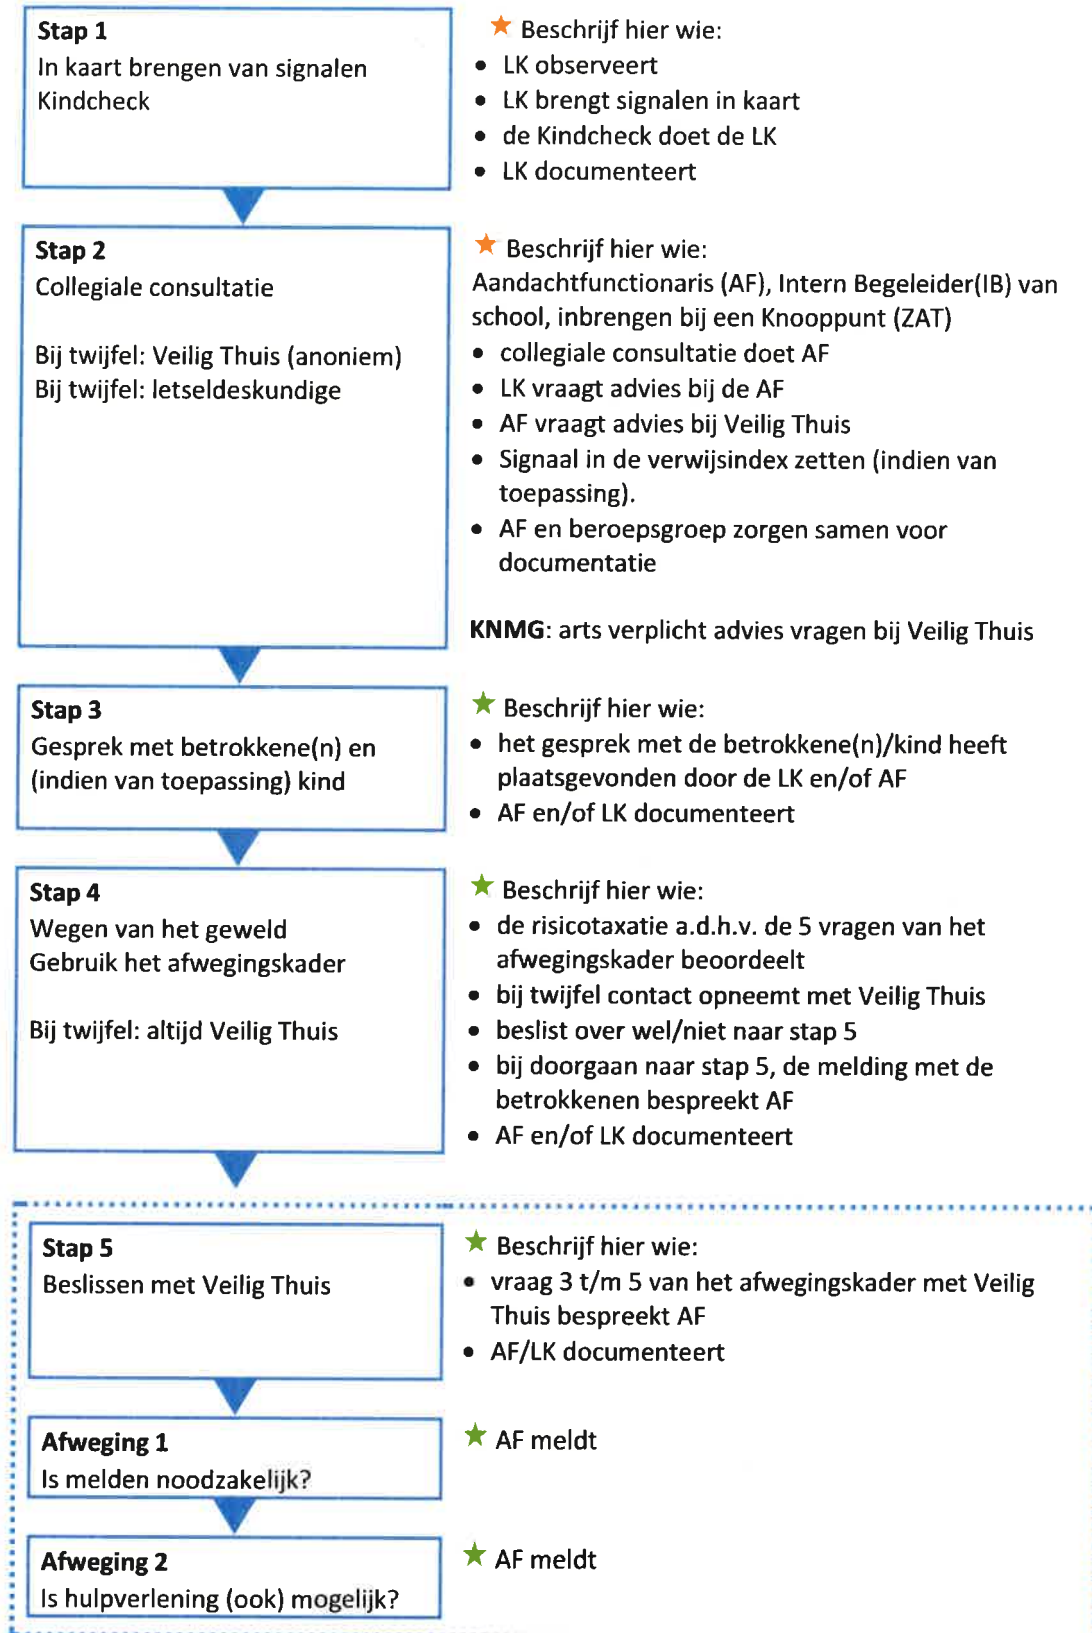 Stap 1
In kaart brengen van signalen
Kindcheck
★ Beschrijf hier wie:
• LK observeert
• LK brengt signalen in kaart
• de Kindcheck doet de LK
• LK documenteert
Stap 2
Collegiale consultatie
Bij twijfel: Veilig Thuis (anoniem)
Bij twijfel: letseldeskundige
★ Beschrijf hier wie:
Aandachtfunctionaris (AF), Intern Begeleider(IB) van
school, inbrengen bij een Knooppunt (ZAT)
• collegiale consultatie doet AF
• LK vraagt advies bij de AF
• AF vraagt advies bij Veilig Thuis
• Signaal in de verwijsindex zetten (indien van
toepassing).
• AF en beroepsgroep zorgen samen voor
documentatie
KNMG: arts verplicht advies vragen bij Veilig Thuis
Stap 3
Gesprek met betrokkene(n) en
(indien van toepassing) kind
★ Beschrijf hier wie:
• het gesprek met de betrokkene(n)/kind heeft
plaatsgevonden door de LK en/of AF
• AF en/of LK documenteert
Stap 4
Wegen van het geweld
Gebruik het afwegingskader
Bij twijfel: altijd Veilig Thuis
★ Beschrijf hier wie:
• de risicotaxatie a.d.h.v. de 5 vragen van het
afwegingskader beoordeelt
• bij twijfel contact opneemt met Veilig Thuis
• beslist over wel/niet naar stap 5
• bij doorgaan naar stap 5, de melding met de
betrokkenen bespreekt AF
• AF en/of LK documenteert
Stap 5
Beslissen met Veilig Thuis
★ Beschrijf hier wie:
• vraag 3 t/m 5 van het afwegingskader met Veilig
Thuis bespreekt AF
• AF/LK documenteert
Afweging 1
Is melden noodzakelijk?
★ AF meldt
Afweging 2
Is hulpverlening (ook) mogelijk?
★ AF meldt